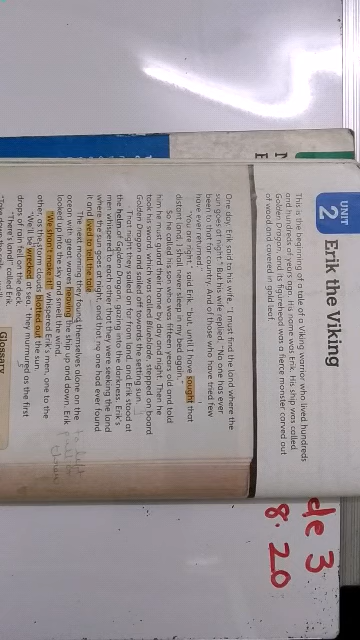 UNIT
2
Erik the Viking
This is the beginning of a tale of a Viking warrior who lived hundreds
and hundreds of years ago. His name was Erik. His ship was called
Golden Dragon, and its figurehead was a fierce monster carved out
of wood and covered in gold leaf.
One day, Erik said to his wife, "I must find the land where the
sun goes at night." But his wife replied, "No one has ever
been to that far country. And of those who have tried few
have ever returned."
"You are right," said Erik, "but, until I have sought that
distant land, I shall never sleep in my bed again."
So Erik called his son who was fifteen years old and told
him he must guard their home by day and night. Then he
took his sword, which was called Blueblade, stepped on board
Golden Dragon and sailed off towards the setting sun.
That night they sailed on far from land, and Erik stood at
the helm of Golden Dragon, gazing into the darkness. Erik's
men whispered to each other that they were seeking the land
where the sun goes at night, and that no one had ever found
it and lived to tell the tale.
The next morning they found themselves alone on the
ocean with great waves heaving the ship up and down. Erik
looked up into the sky and smelt the wind.
"We shan't make it!" whispered Erik's men, one to the
other, as the storm clouds blotted out the sun.
"We'll be drowned!" they murmured as the first
drops of rain fell on the deck.
"There's land!" called Erik.
Glossary
de 3
8. 20